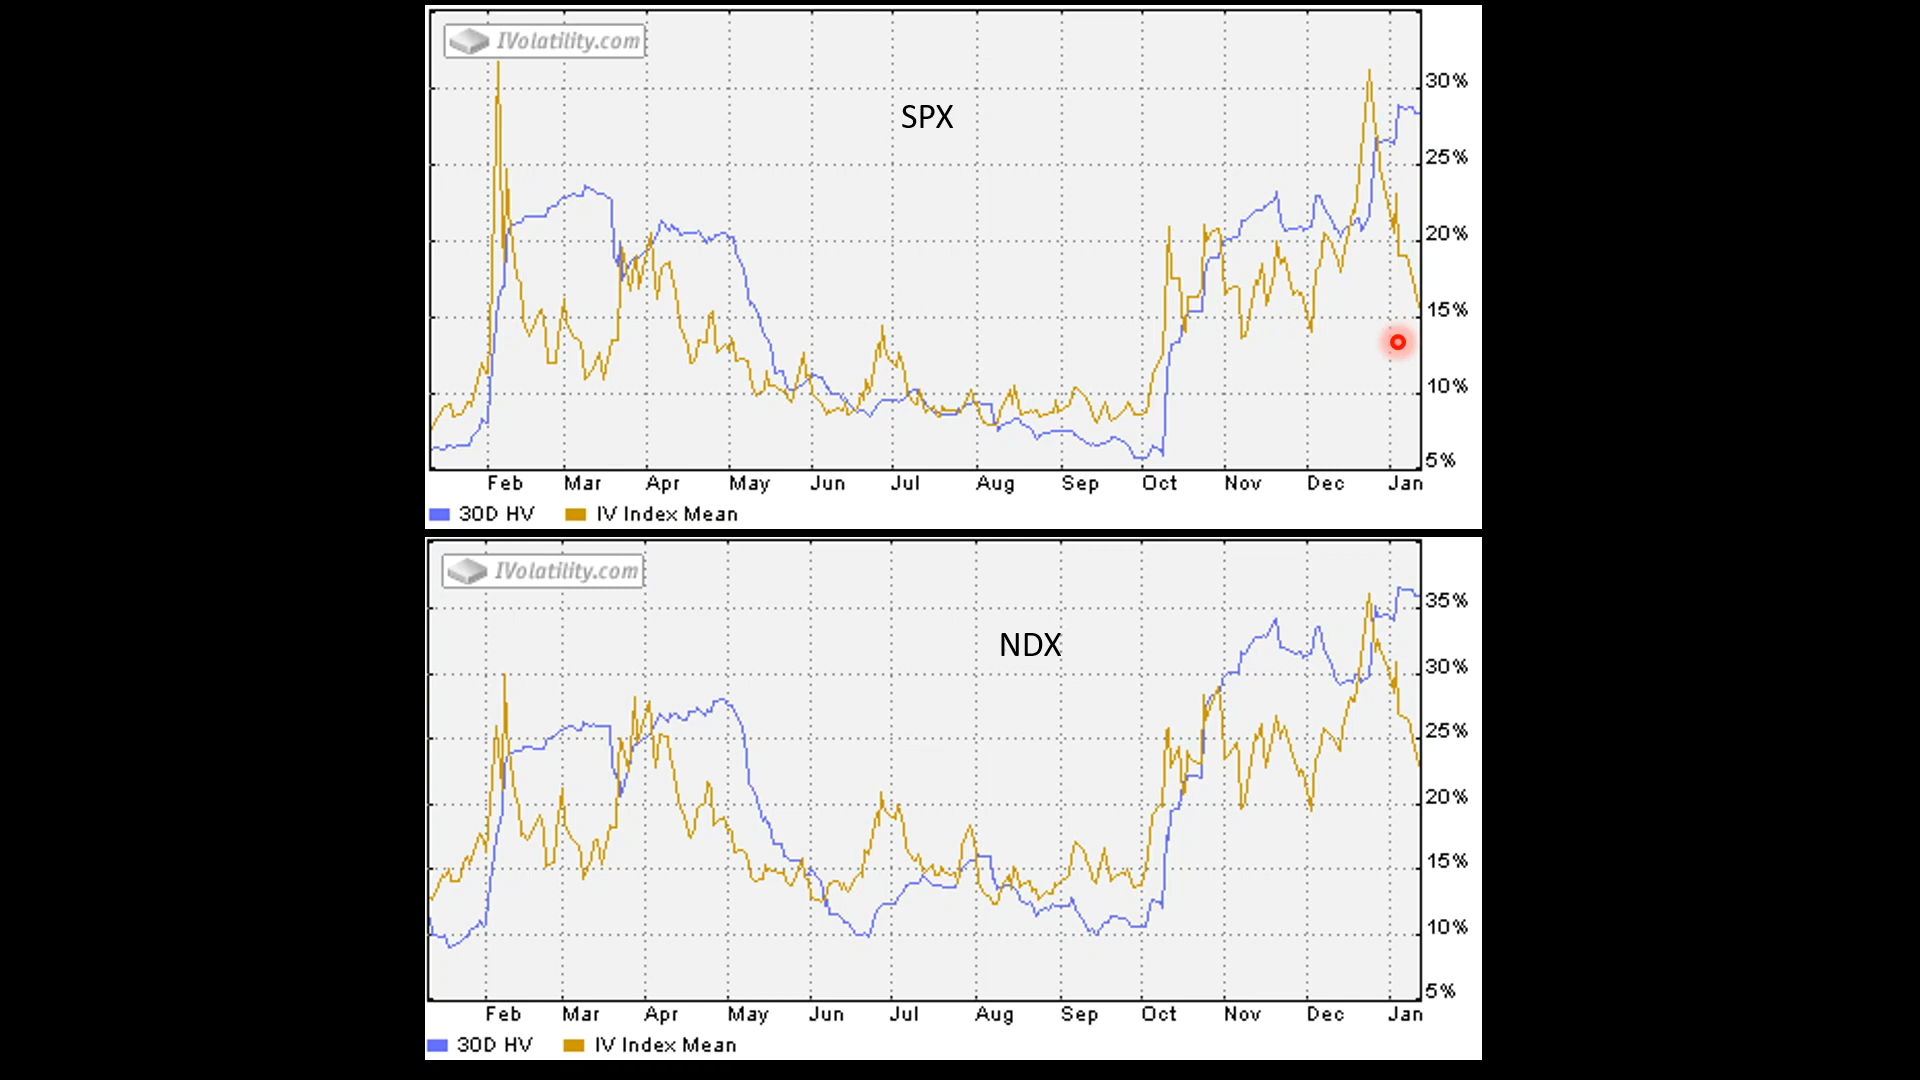 IVolatility.com
SPX
30%
25%
20%
15%
10%
5%
Feb Mar Apr May Jun Jul Aug Sep Oct Nov Dec Jan
30D HV IV Index Mean
IVolatility.com
NDX
35%
30%
25%
20%
15%
10%
5%
Feb Mar Apr May Jun Jul Aug Sep Oct Nov Dec Jan
30D HV IV Index Mean